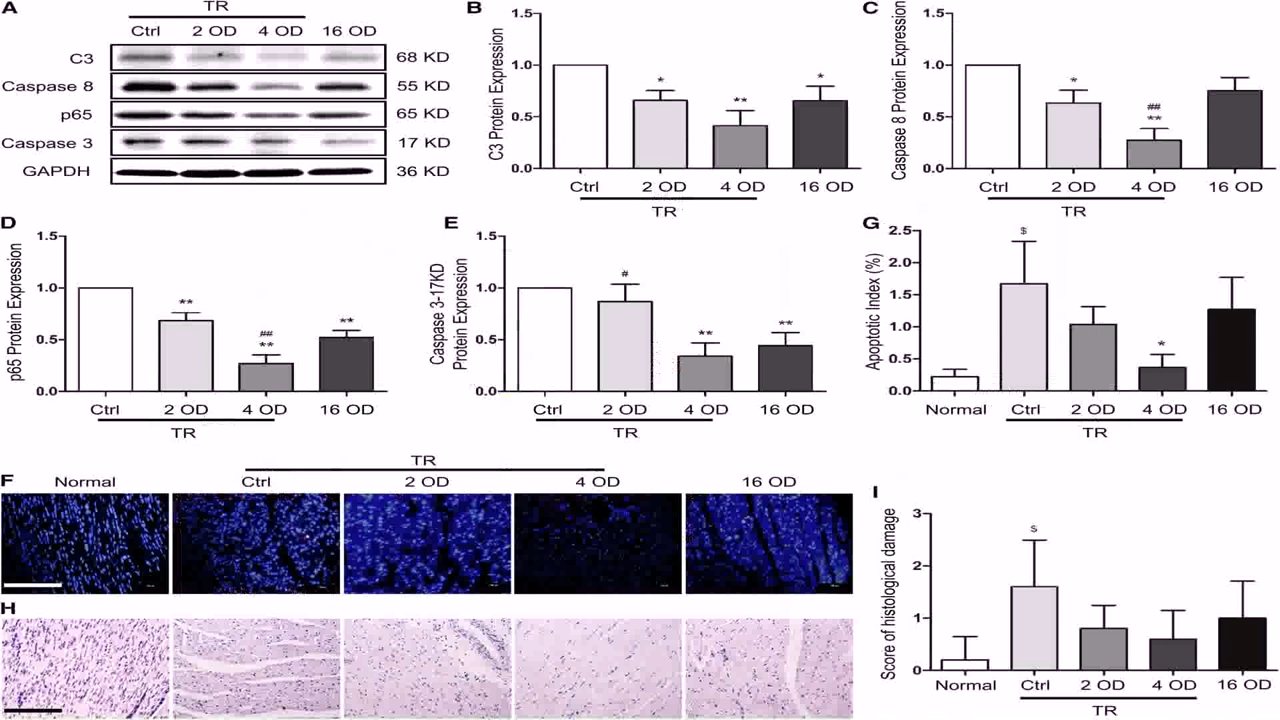 A
TR
Ctrl 2 OD 4 OD 16 OD
C3 68 KD
Caspase 8 55 KD
p65 65 KD
Caspase 3 17 KD
GAPDH 36 KD
B
C3 Protein Expression
1.5
1.0
0.5
0.0
* ** *
Ctrl 2 OD 4 OD 16 OD
TR
C
Caspase 8 Protein Expression
1.5
1.0
0.5
0.0
*
##
**
Ctrl 2 OD 4 OD 16 OD
TR
D
p65 Protein Expression
1.5
1.0
0.5
0.0
**
##
**
**
Ctrl 2 OD 4 OD 16 OD
TR
E
Caspase 3-17KD
Protein Expression
1.5
1.0
0.5
0.0
#
**
**
Ctrl 2 OD 4 OD 16 OD
TR
G
Apoptotic Index (%)
2.5
2.0
1.5
1.0
0.5
0.0
$
*
Normal Ctrl 2 OD 4 OD 16 OD
TR
F
TR
Normal Ctrl 2 OD 4 OD 16 OD
H
I
Score of histological damage
3
2
1
0
$
Normal Ctrl 2 OD 4 OD 16 OD
TR